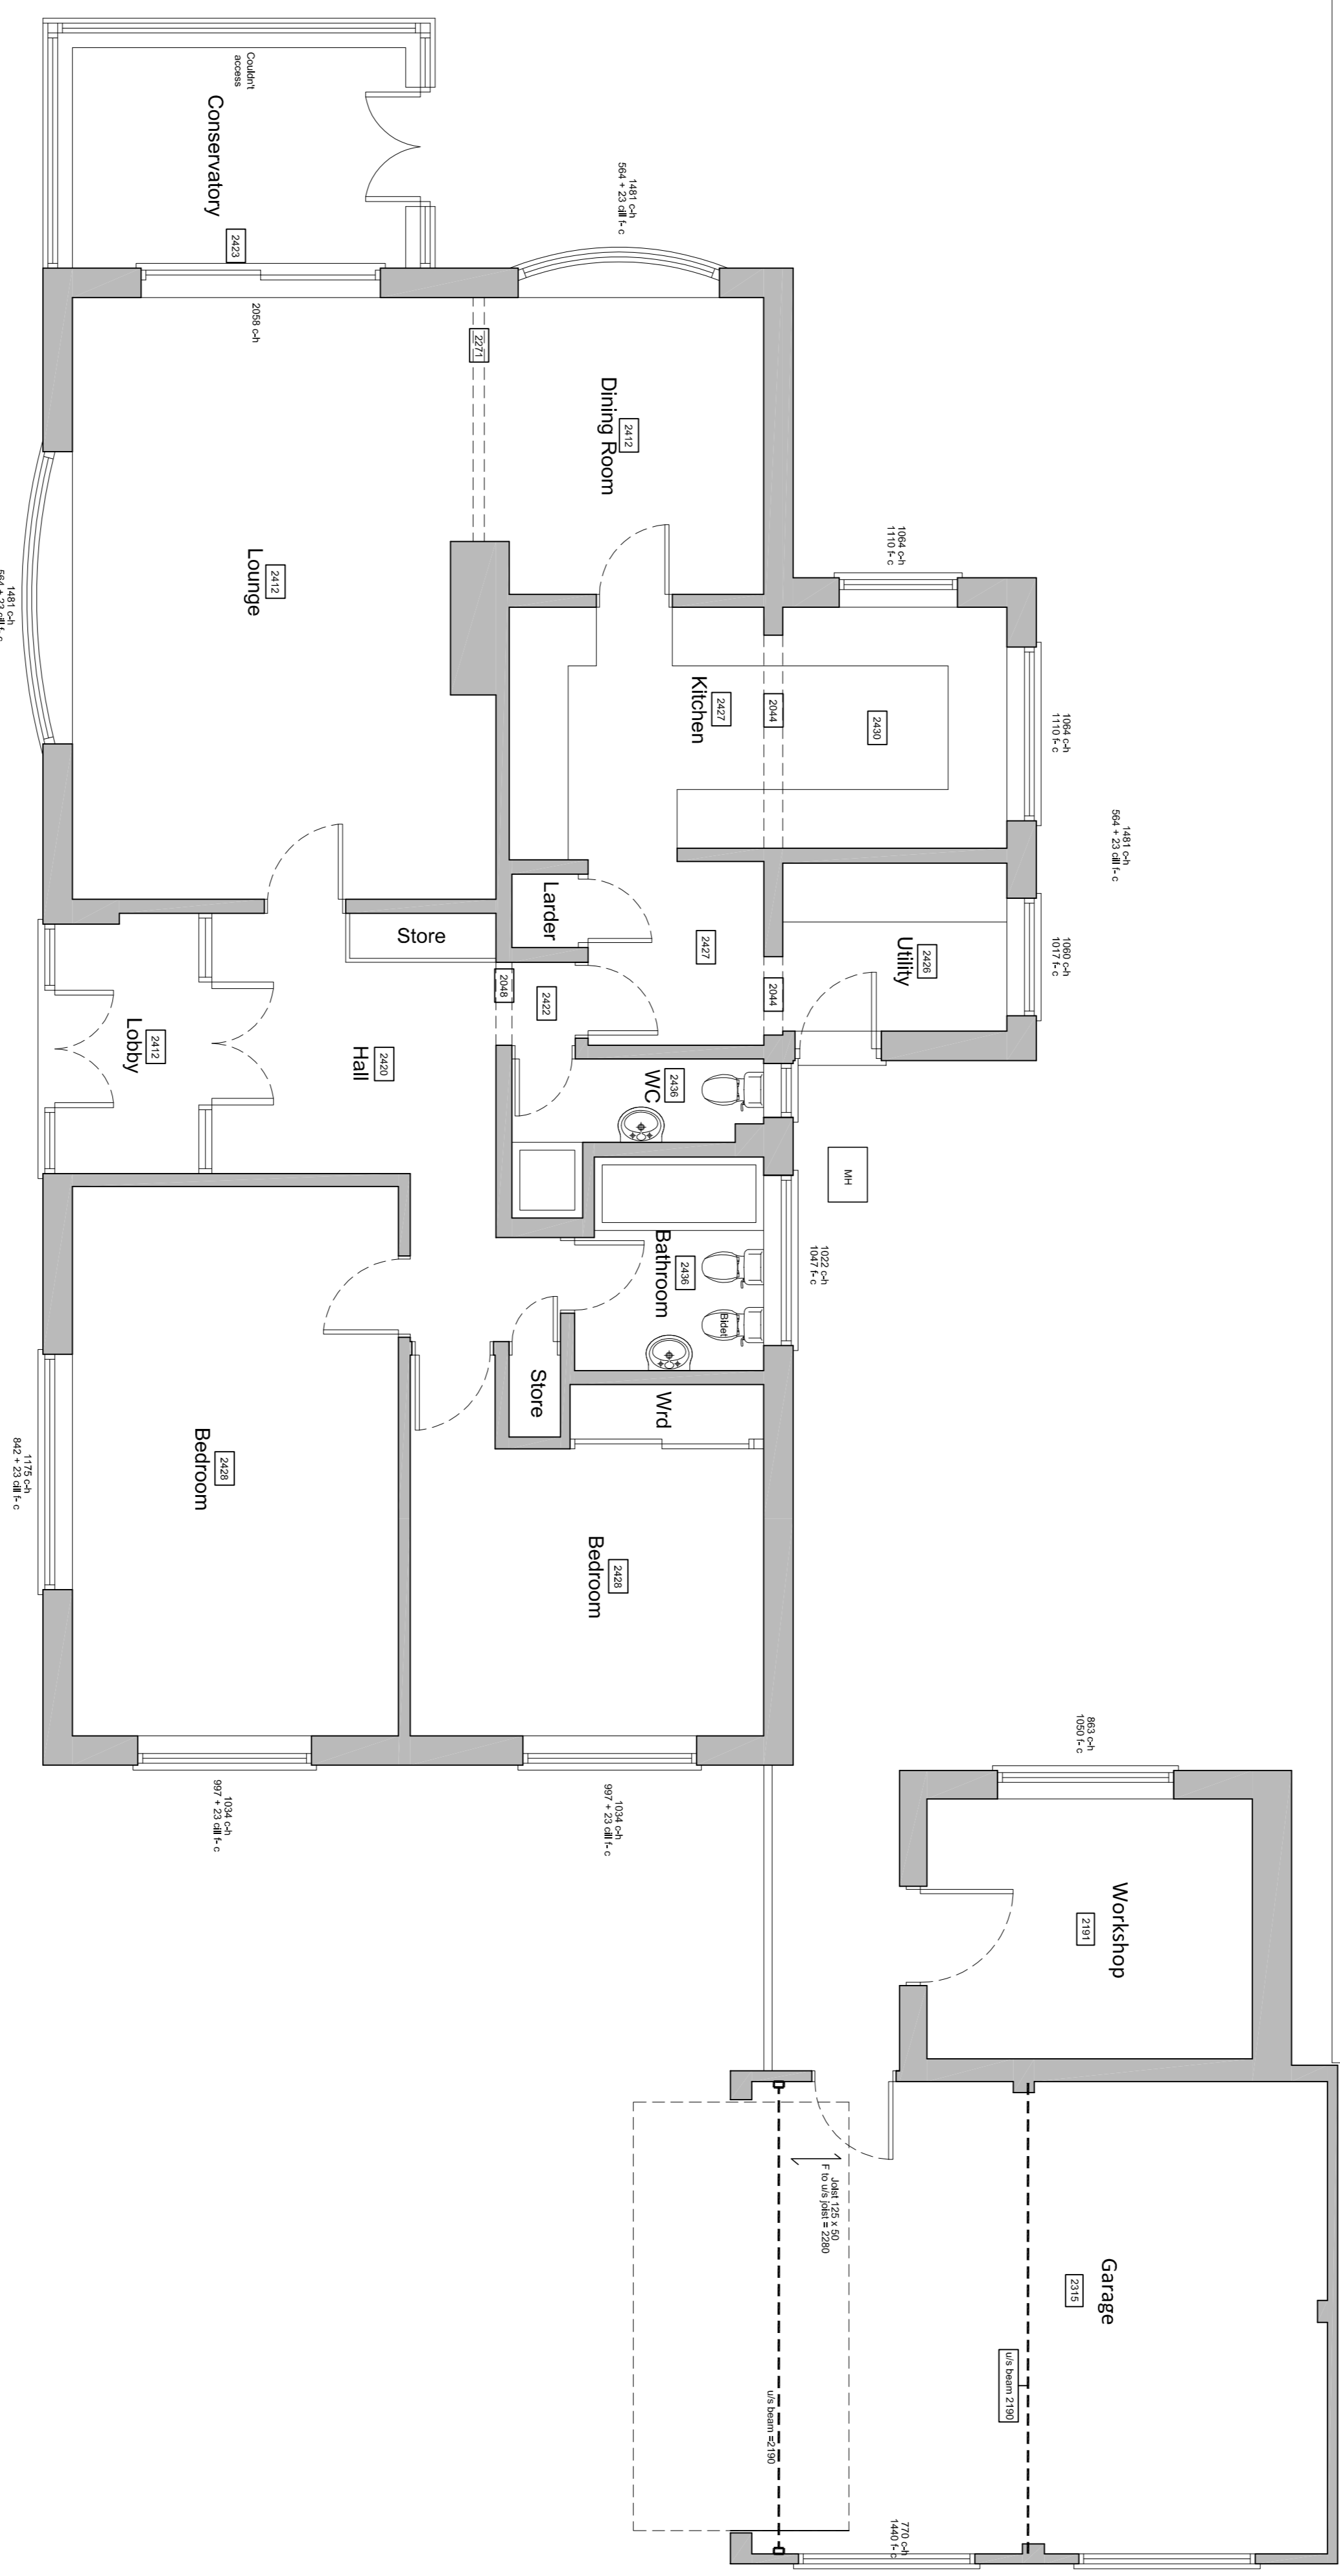 Couldn't
access
Conservatory
2423
2058 c-h
1481 c-h
564 + 23 cill f- c
2271
2412
Dining Room
2412
Lounge
1481 c-h
564 + 23 cill f- c
1064 c-h
1110 f- c
1064 c-h
1110 f- c
2430
2044
2427
Kitchen
1481 c-h
564 + 23 cill f- c
1060 c-h
1017 f- c
2426
Utility
2427
2044
Larder
2422
2048
Store
2420
Hall
2412
Lobby
2436
WC
MH
1022 c-h
1047 f- c
2436
Bathroom
Bidet
Store
Wrd
2428
Bedroom
2428
Bedroom
1175 c-h
842 + 23 cill f- c
1034 c-h
997 + 23 cill f- c
1034 c-h
997 + 23 cill f- c
863 c-h
1050 f- c
Workshop
2191
Joist 125 x 50
F to u/s joist = 2280
Garage
2315
u/s beam 2190
u/s beam =2190
770 c-h
1440 f- c